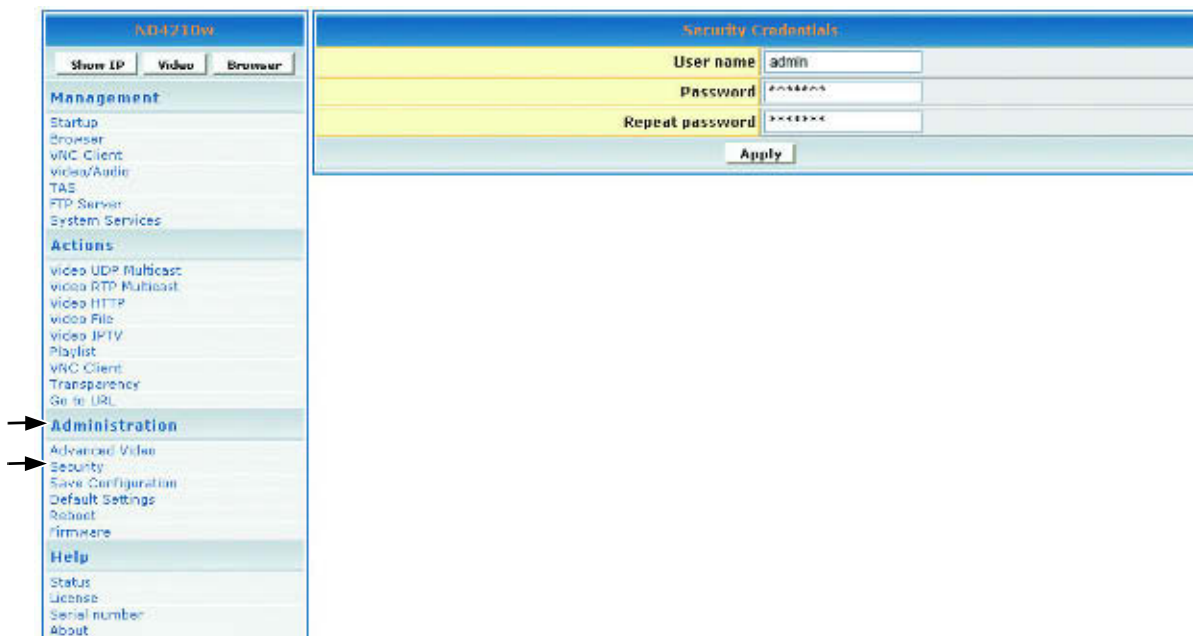 ND4210w
Show IP
Video
Browser
Management
Startup
Browser
VNC Client
Video/Audio
TAS
FTP Server
System Services
Actions
Video UDP Multicast
Video RTP Multicast
Video HTTP
Video File
Video IPTV
Playlist
VNC Client
Transparency
Go to URL
Administration
Advanced Video
Security
Save Configuration
Default Settings
Reboot
Firmware
Help
Status
License
Serial number
About
Security Credentials
User name admin
Password *******
Repeat password *******
Apply